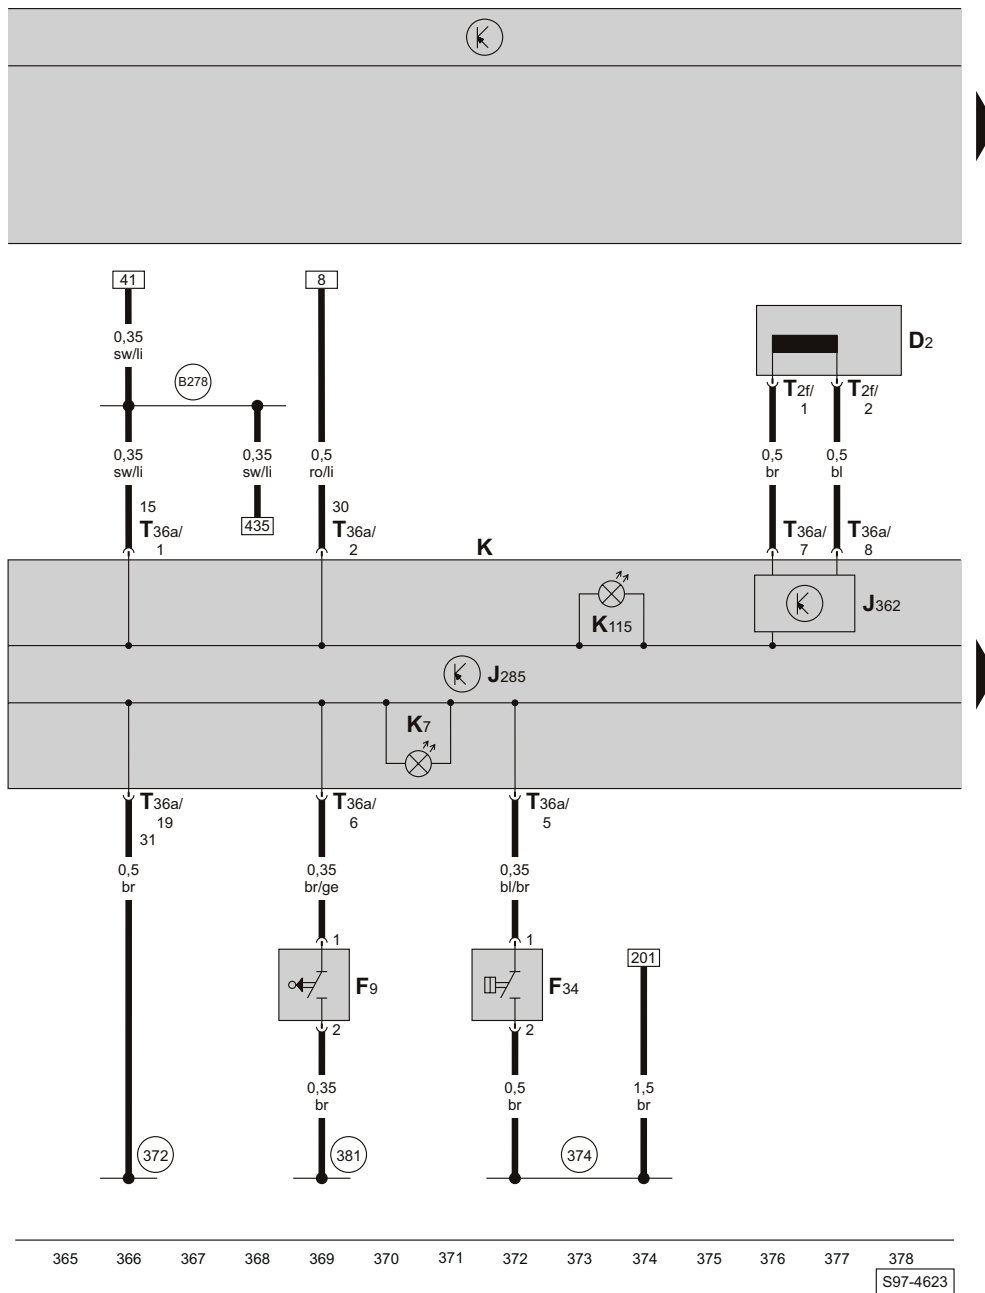 41
8
0,35
sw/li
B278
D2
T2f/
1
T2f/
2
0,35
sw/li
0,35
sw/li
0,5
ro/li
0,5
br
0,5
bl
15
T36a/
1
435
30
T36a/
2
K
T36a/
7
T36a/
8
K115
J362
J285
K7
T36a/
19
31
T36a/
6
T36a/
5
0,5
br
0,35
br/ge
0,35
bl/br
1
1
201
F9
F34
2
2
0,35
br
0,5
br
1,5
br
372
381
374
365 366 367 368 369 370 371 372 373 374 375 376 377 378
S97-4623